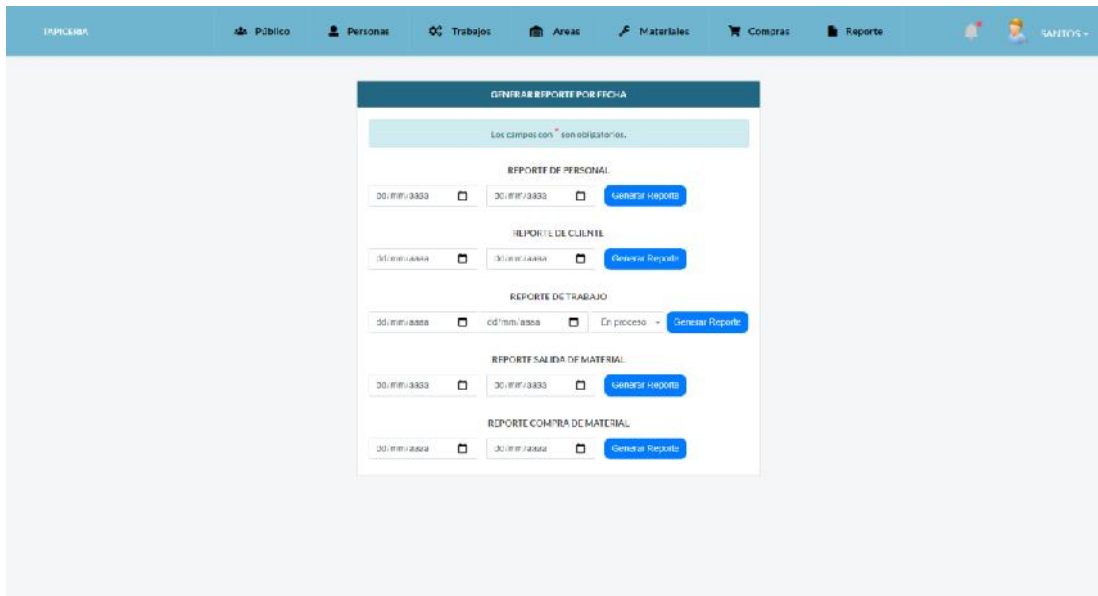 TAPICERIA Público Personas Trabajos Areas Materiales Compras Reporte SANTOS
GENERAR REPORTE POR FECHA
Los campos con * son obligatorios.
REPORTE DE PERSONAL
dd/mm/aaaa dd/mm/aaaa Generar Reporte
REPORTE DE CLIENTE
dd/mm/aaaa dd/mm/aaaa Generar Reporte
REPORTE DE TRABAJO
dd/mm/aaaa dd/mm/aaaa En proceso Generar Reporte
REPORTE SALIDA DE MATERIAL
dd/mm/aaaa dd/mm/aaaa Generar Reporte
REPORTE COMPRA DE MATERIAL
dd/mm/aaaa dd/mm/aaaa Generar Reporte